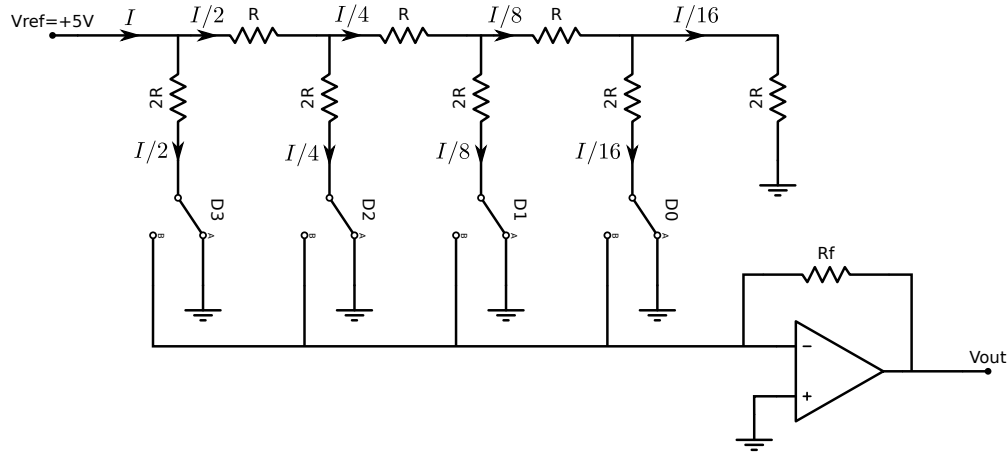 Vref=+5V I I/2 R I/4 R I/8 R I/16
2R 2R 2R 2R 2R
I/2 I/4 I/8 I/16
D3 D2 D1 D0
B A B A B A B A
Rf
−
+
Vout